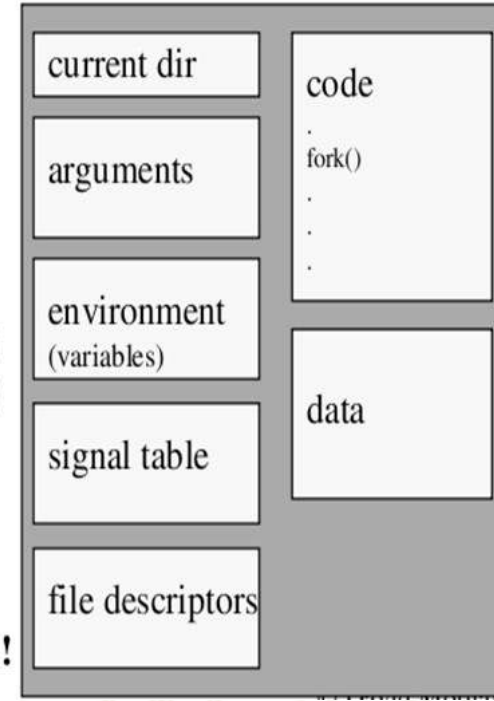 current dir
arguments
environment
(variables)
signal table
file descriptors
!
code
.
fork()
.
.
.
data